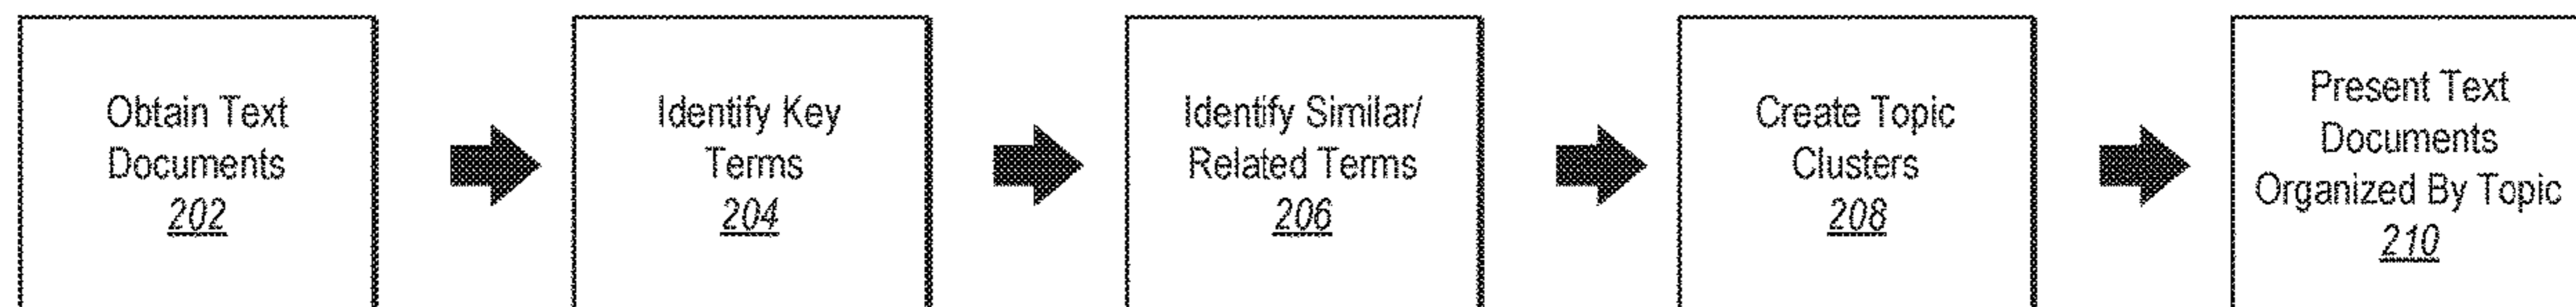 Obtain Text
Documents
202
Identify Key
Terms
204
Identify Similar/
Related Terms
206
Create Topic
Clusters
208
Present Text
Documents
Organized By Topic
210